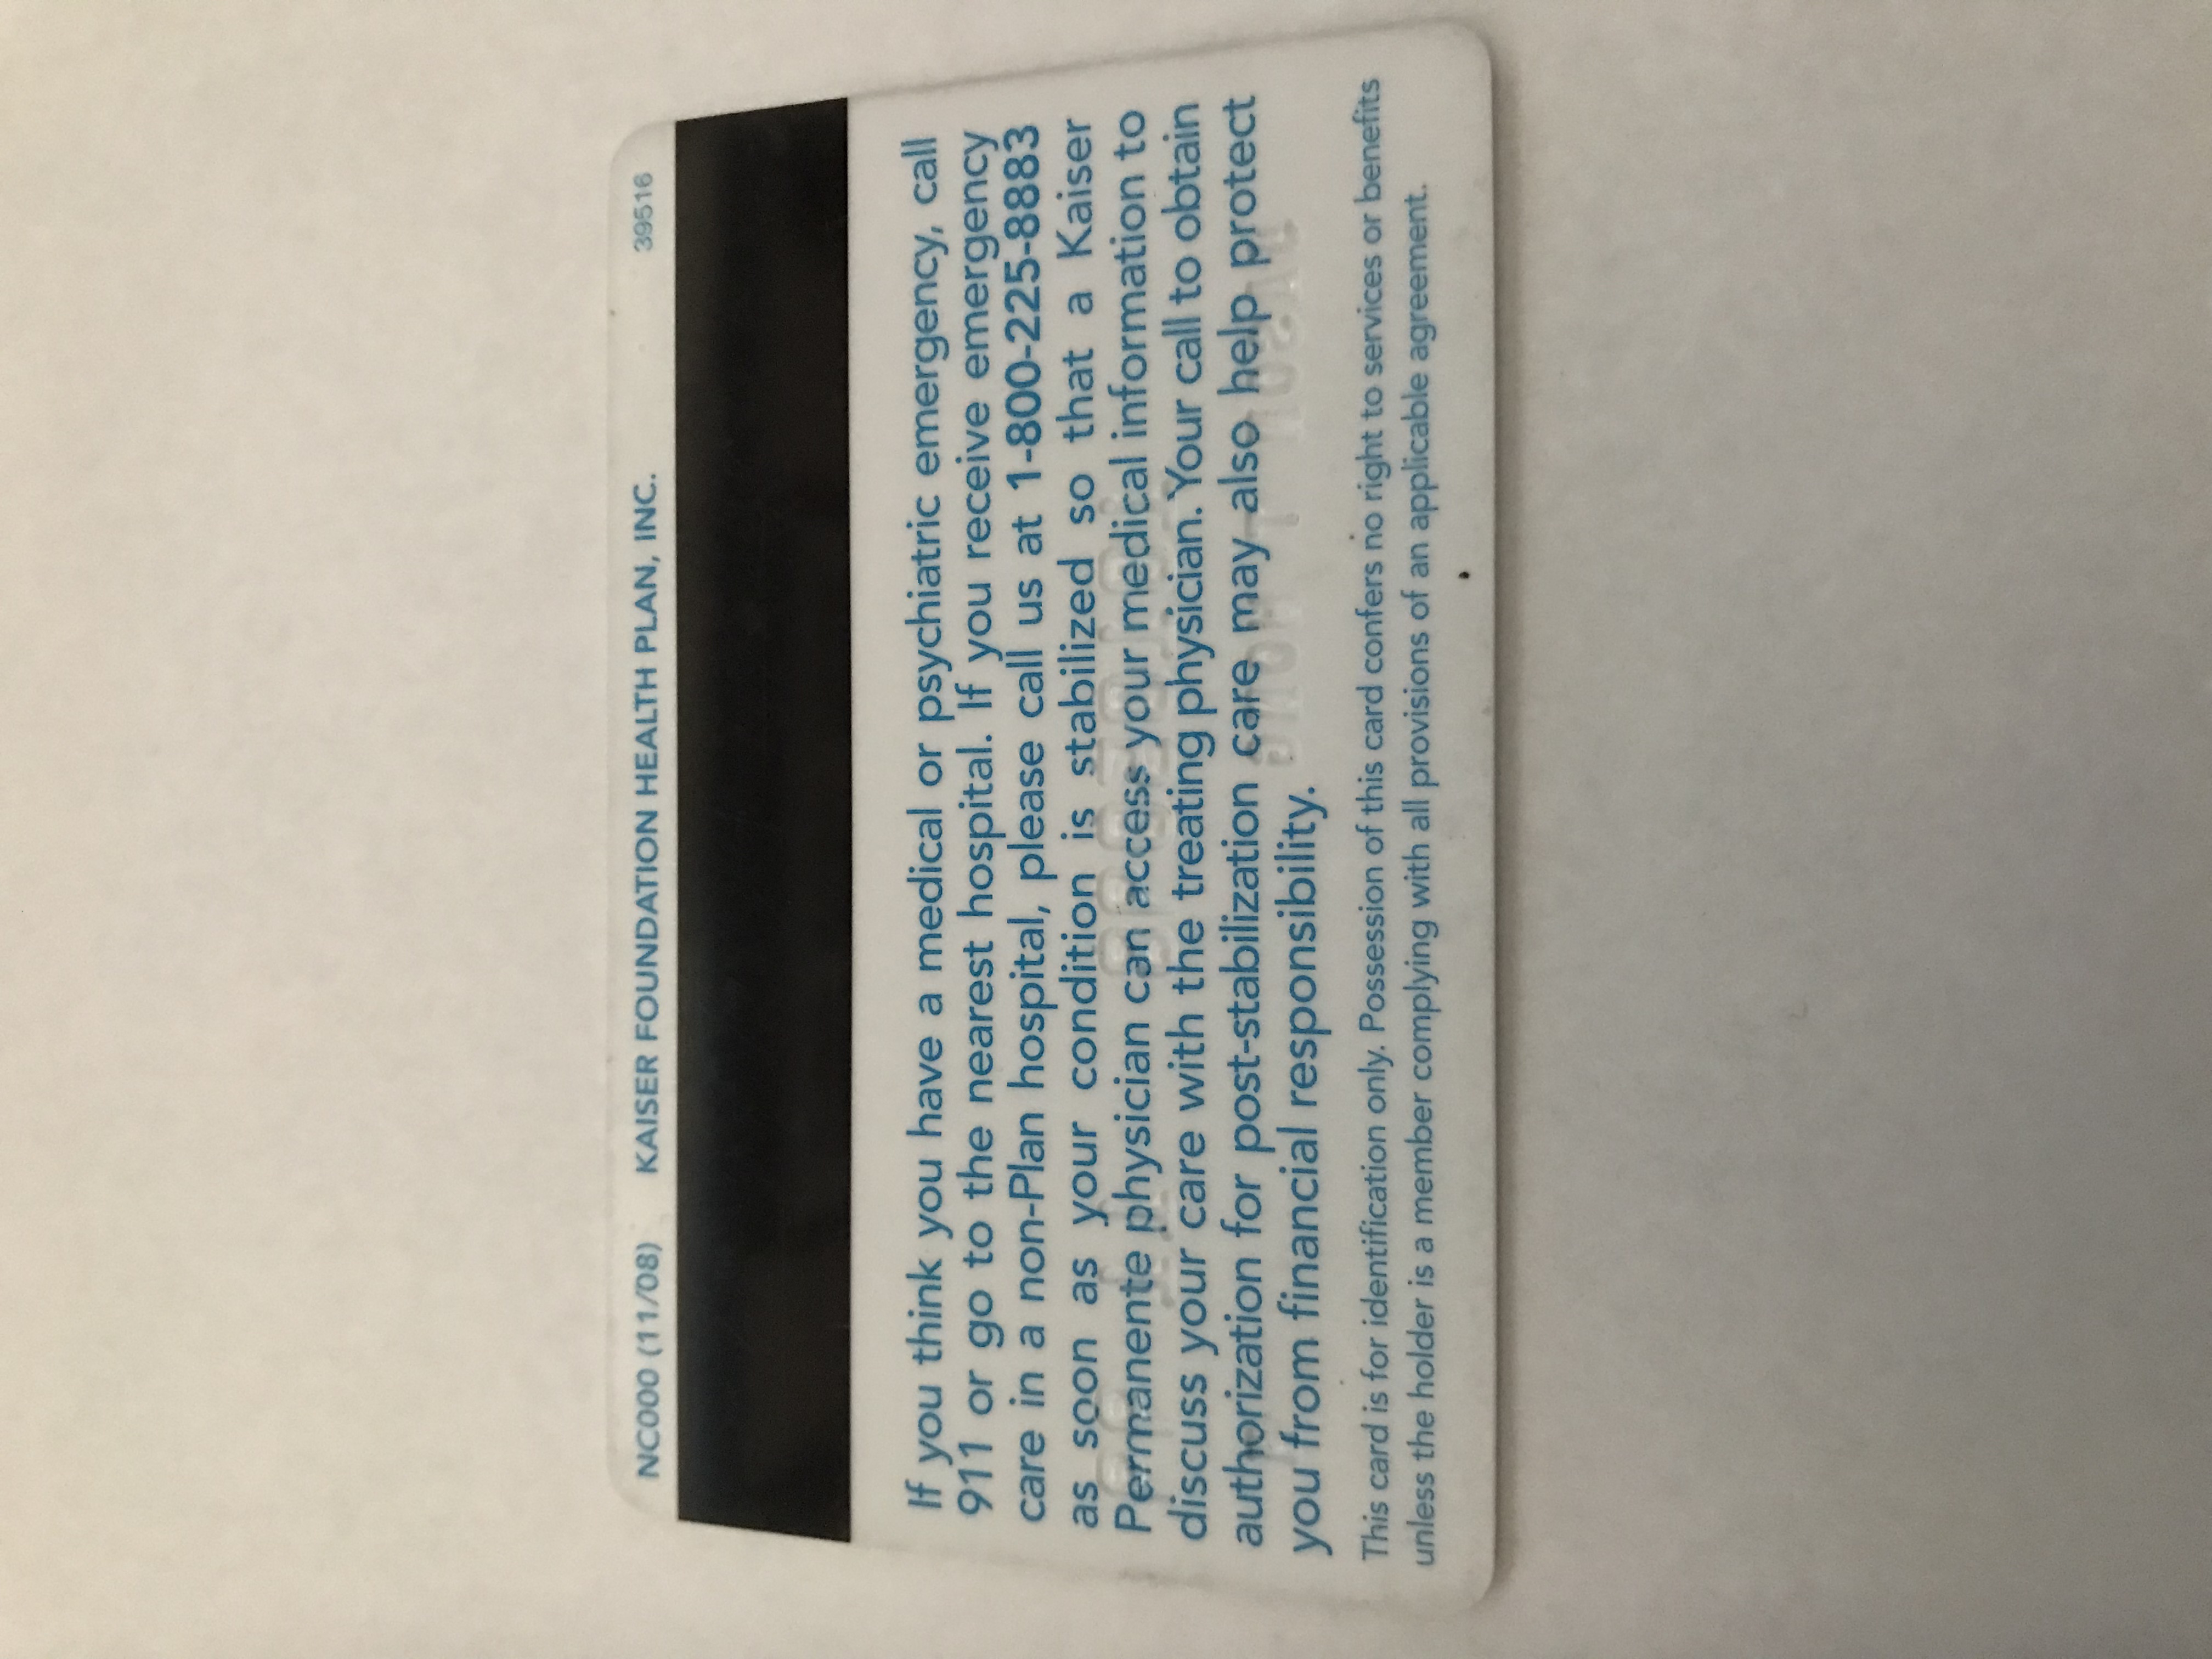 NC000 (11/08) KAISER FOUNDATION HEALTH PLAN, INC. 39516
If you think you have a medical or psychiatric emergency, call
911 or go to the nearest hospital. If you receive emergency
care in a non-Plan hospital, please call us at 1-800-225-8883
as soon as your condition is stabilized so that a Kaiser
Permanente physician can access your medical information to
discuss your care with the treating physician. Your call to obtain
authorization for post-stabilization care may also help protect
you from financial responsibility.
This card is for identification only. Possession of this card confers no right to services or benefits
unless the holder is a member complying with all provisions of an applicable agreement.